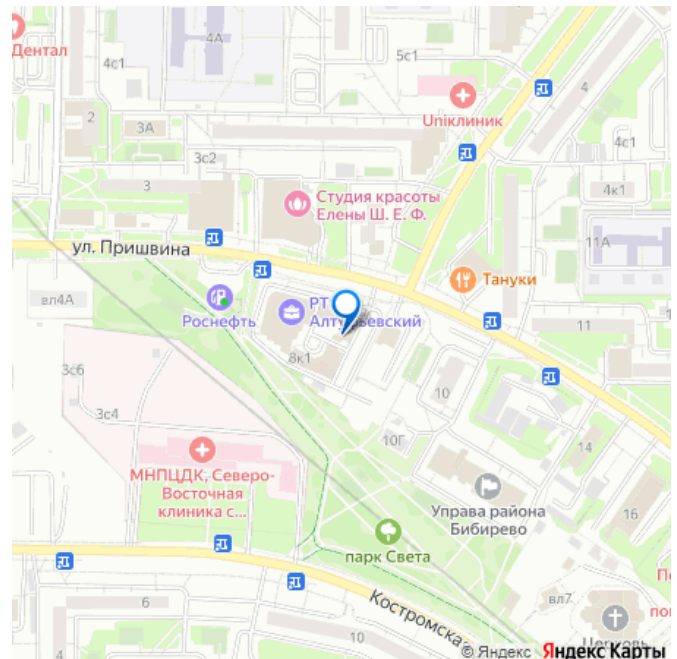 Дентал
4А
4с1
5с1
4
2
3А
Uniклиник
4с1
3с2
3
4к1
Студия красоты
Елены Ш. Е. Ф.
11А
ул. Пришвина
Тануки
вл4А
Роснефть
РТ
Алтуфьевский
11
8к1
3с6
10
3с4
10Г
14
МНПЦДК, Северо-
Восточная
клиника с...
Управа района
Бибирево
16
парк Света
вл7
6
10
Костромская
Церковь
© Яндекс Яндекс Карты